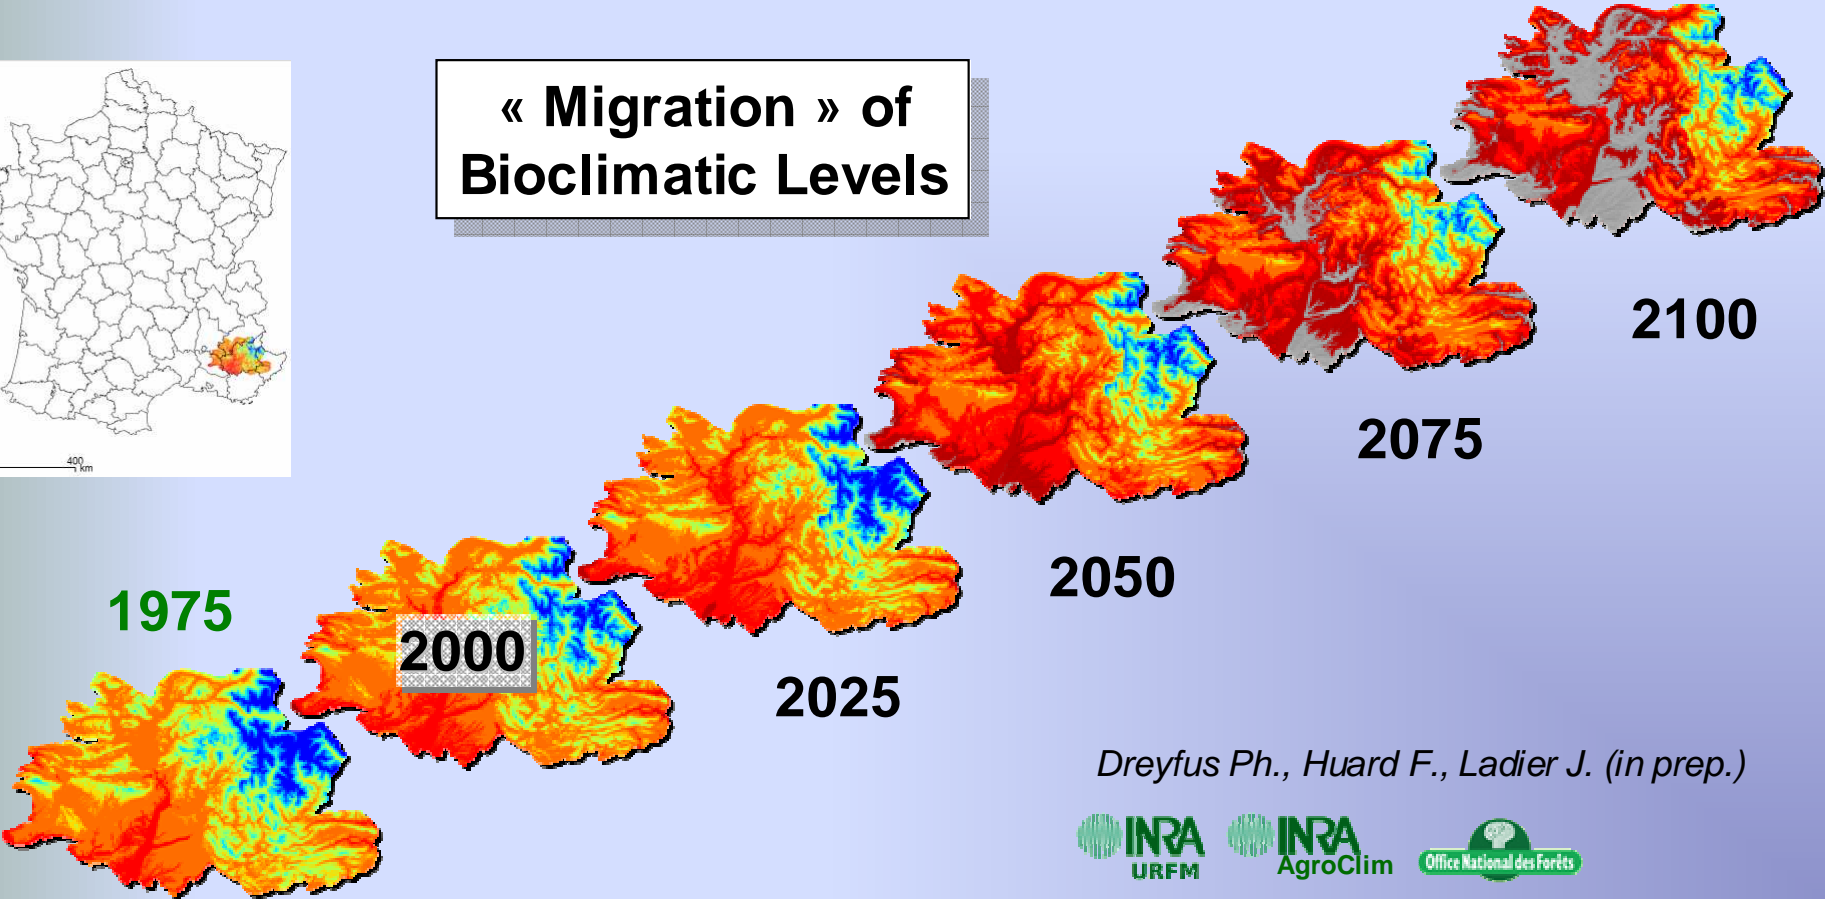 « Migration » of
Bioclimatic Levels
400
km
1975
2000
2025
2050
2075
2100
Dreyfus Ph., Huard F., Ladier J. (in prep.)
INRA
URFM
INRA
AgroClim
Office National des Forêts